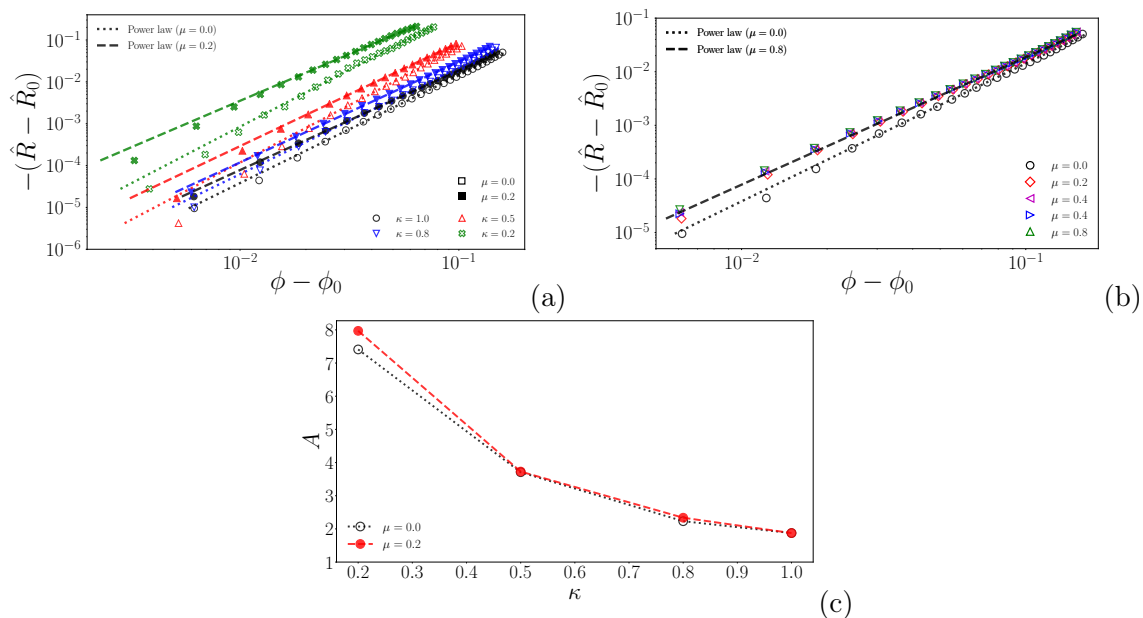 Power law (μ = 0.0)
Power law (μ = 0.2)
10⁻¹
10⁻²
10⁻³
10⁻⁴
10⁻⁵
10⁻⁶
−(R̂ − R̂₀)
μ = 0.0
μ = 0.2
κ = 1.0
κ = 0.8
κ = 0.5
κ = 0.2
10⁻²
10⁻¹
ϕ − ϕ₀
(a)
Power law (μ = 0.0)
Power law (μ = 0.8)
10⁻¹
10⁻²
10⁻³
10⁻⁴
10⁻⁵
−(R̂ − R̂₀)
μ = 0.0
μ = 0.2
μ = 0.4
μ = 0.4
μ = 0.8
10⁻²
10⁻¹
ϕ − ϕ₀
(b)
8
7
6
5
4
3
2
1
A
μ = 0.0
μ = 0.2
0.2 0.3 0.4 0.5 0.6 0.7 0.8 0.9 1.0
κ
(c)